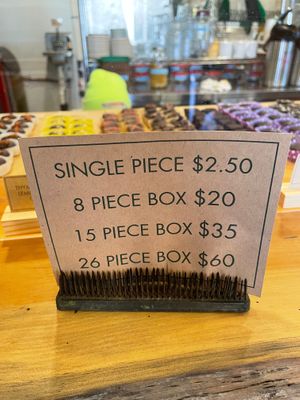 SINGLE PIECE $2.50
8 PIECE BOX $20
15 PIECE BOX $35
26 PIECE BOX $60